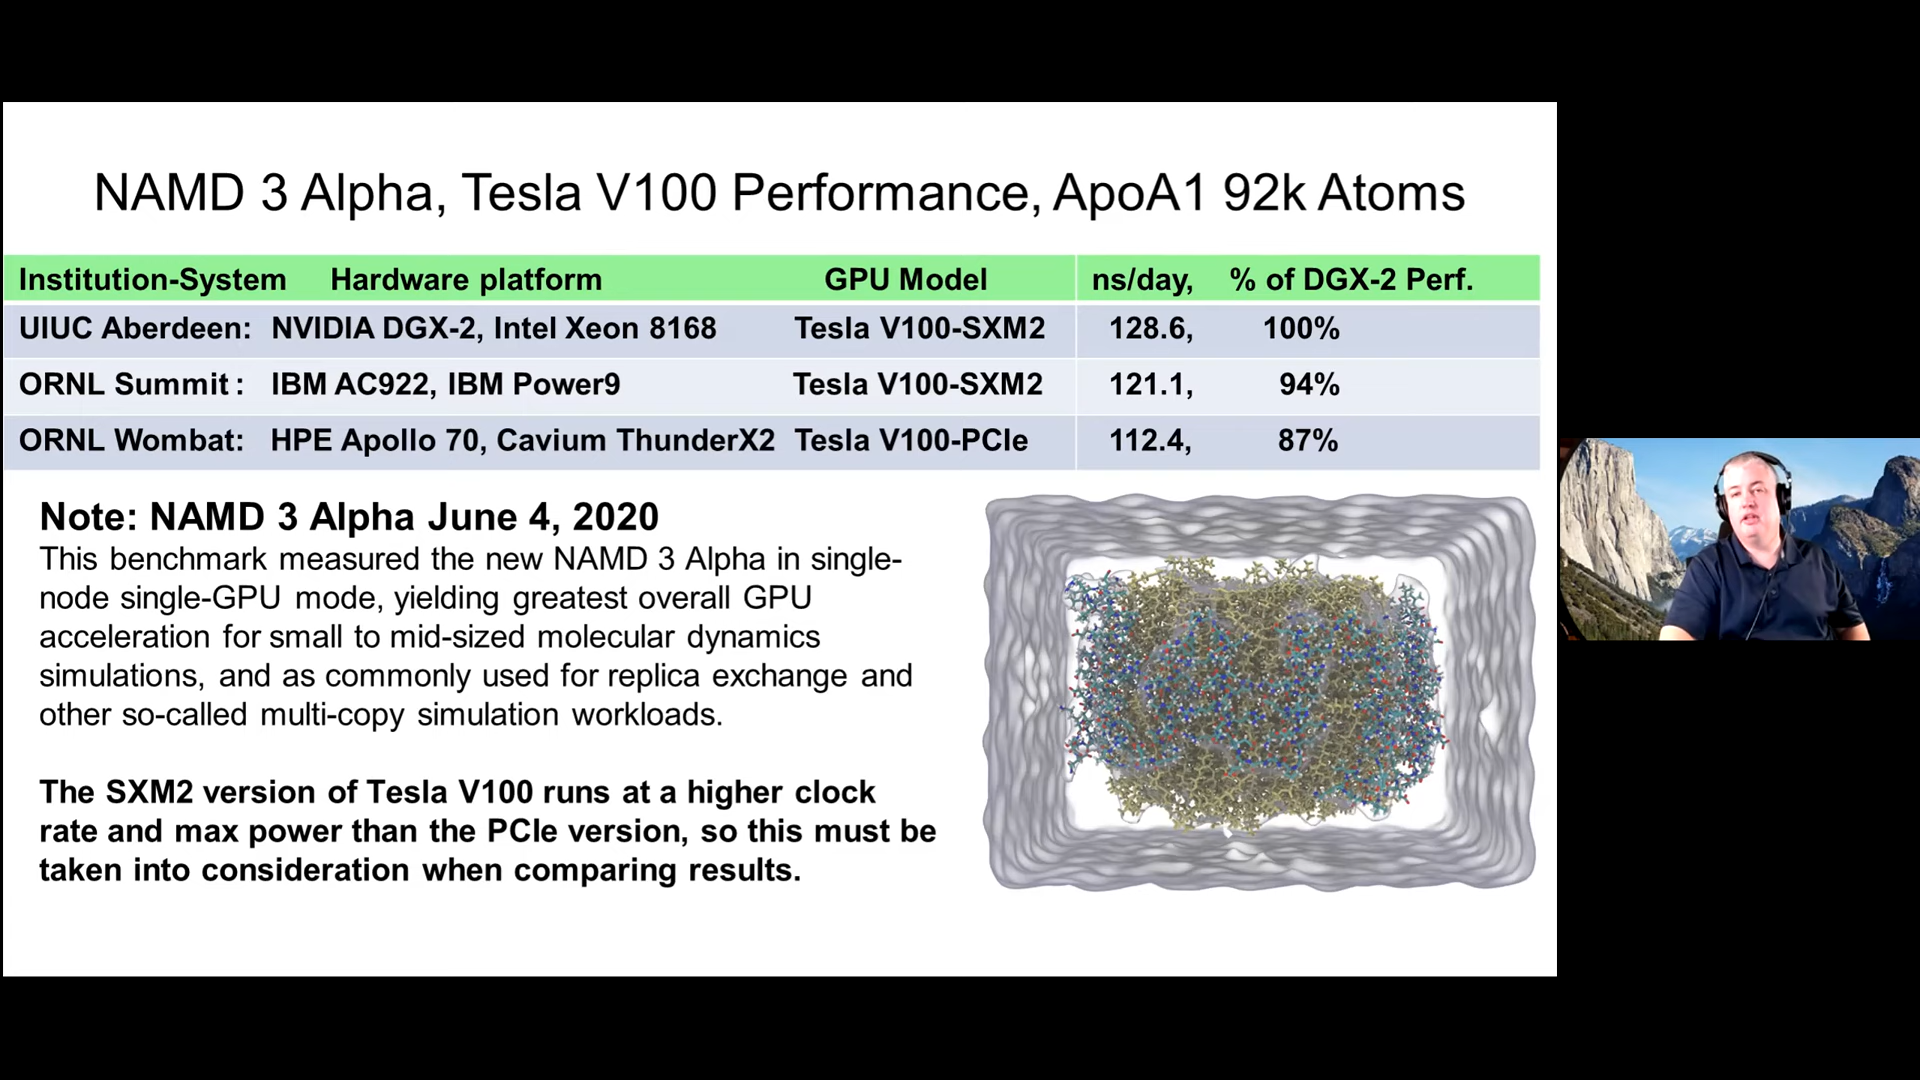 NAMD 3 Alpha, Tesla V100 Performance, ApoA1 92k Atoms
Institution-System Hardware platform GPU Model ns/day, % of DGX-2 Perf.
UIUC Aberdeen: NVIDIA DGX-2, Intel Xeon 8168 Tesla V100-SXM2 128.6, 100%
ORNL Summit : IBM AC922, IBM Power9 Tesla V100-SXM2 121.1, 94%
ORNL Wombat: HPE Apollo 70, Cavium ThunderX2 Tesla V100-PCIe 112.4, 87%
Note: NAMD 3 Alpha June 4, 2020
This benchmark measured the new NAMD 3 Alpha in single-
node single-GPU mode, yielding greatest overall GPU
acceleration for small to mid-sized molecular dynamics
simulations, and as commonly used for replica exchange and
other so-called multi-copy simulation workloads.
The SXM2 version of Tesla V100 runs at a higher clock
rate and max power than the PCIe version, so this must be
taken into consideration when comparing results.